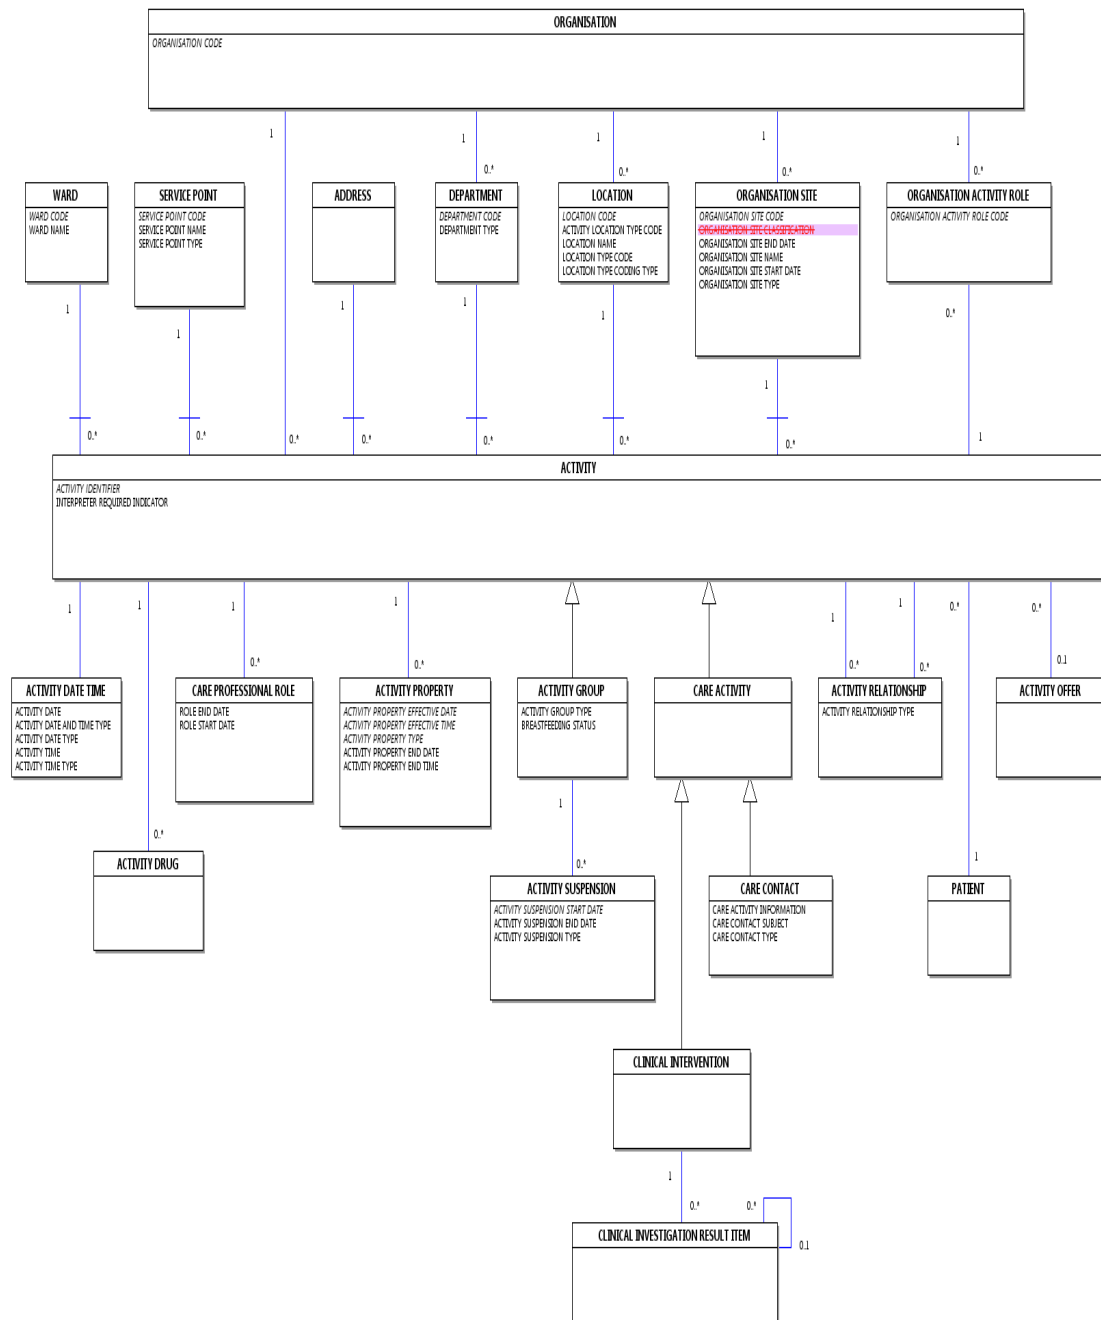 ORGANISATION
ORGANISATION CODE
1
1
1
1
1
0..*
0..*
0..*
0..*
WARD
WARD CODE
WARD NAME
SERVICE POINT
SERVICE POINT CODE
SERVICE POINT NAME
SERVICE POINT TYPE
ADDRESS
DEPARTMENT
DEPARTMENT CODE
DEPARTMENT TYPE
LOCATION
LOCATION CODE
ACTIVITY LOCATION TYPE CODE
LOCATION NAME
LOCATION TYPE CODE
LOCATION TYPE CODING TYPE
ORGANISATION SITE
ORGANISATION SITE CODE
ORGANISATION SITE CLASSIFICATION
ORGANISATION SITE END DATE
ORGANISATION SITE NAME
ORGANISATION SITE START DATE
ORGANISATION SITE TYPE
ORGANISATION ACTIVITY ROLE
ORGANISATION ACTIVITY ROLE CODE
1
1
1
1
1
1
0..*
0..*
0..*
0..*
0..*
0..*
0..*
0..*
1
ACTIVITY
ACTIVITY IDENTIFIER
INTERPRETER REQUIRED INDICATOR
1
1
1
1
1
1
0..*
0..*
0..*
0..*
0..*
0..*
0..1
ACTIVITY DATE TIME
ACTIVITY DATE
ACTIVITY DATE AND TIME TYPE
ACTIVITY DATE TYPE
ACTIVITY TIME
ACTIVITY TIME TYPE
CARE PROFESSIONAL ROLE
ROLE END DATE
ROLE START DATE
ACTIVITY PROPERTY
ACTIVITY PROPERTY EFFECTIVE DATE
ACTIVITY PROPERTY EFFECTIVE TIME
ACTIVITY PROPERTY TYPE
ACTIVITY PROPERTY END DATE
ACTIVITY PROPERTY END TIME
ACTIVITY GROUP
ACTIVITY GROUP TYPE
BREASTFEEDING STATUS
CARE ACTIVITY
ACTIVITY RELATIONSHIP
ACTIVITY RELATIONSHIP TYPE
ACTIVITY OFFER
0..*
1
0..*
1
ACTIVITY DRUG
ACTIVITY SUSPENSION
ACTIVITY SUSPENSION START DATE
ACTIVITY SUSPENSION END DATE
ACTIVITY SUSPENSION TYPE
CARE CONTACT
CARE ACTIVITY INFORMATION
CARE CONTACT SUBJECT
CARE CONTACT TYPE
PATIENT
CLINICAL INTERVENTION
1
0..*
0..*
0..1
CLINICAL INVESTIGATION RESULT ITEM